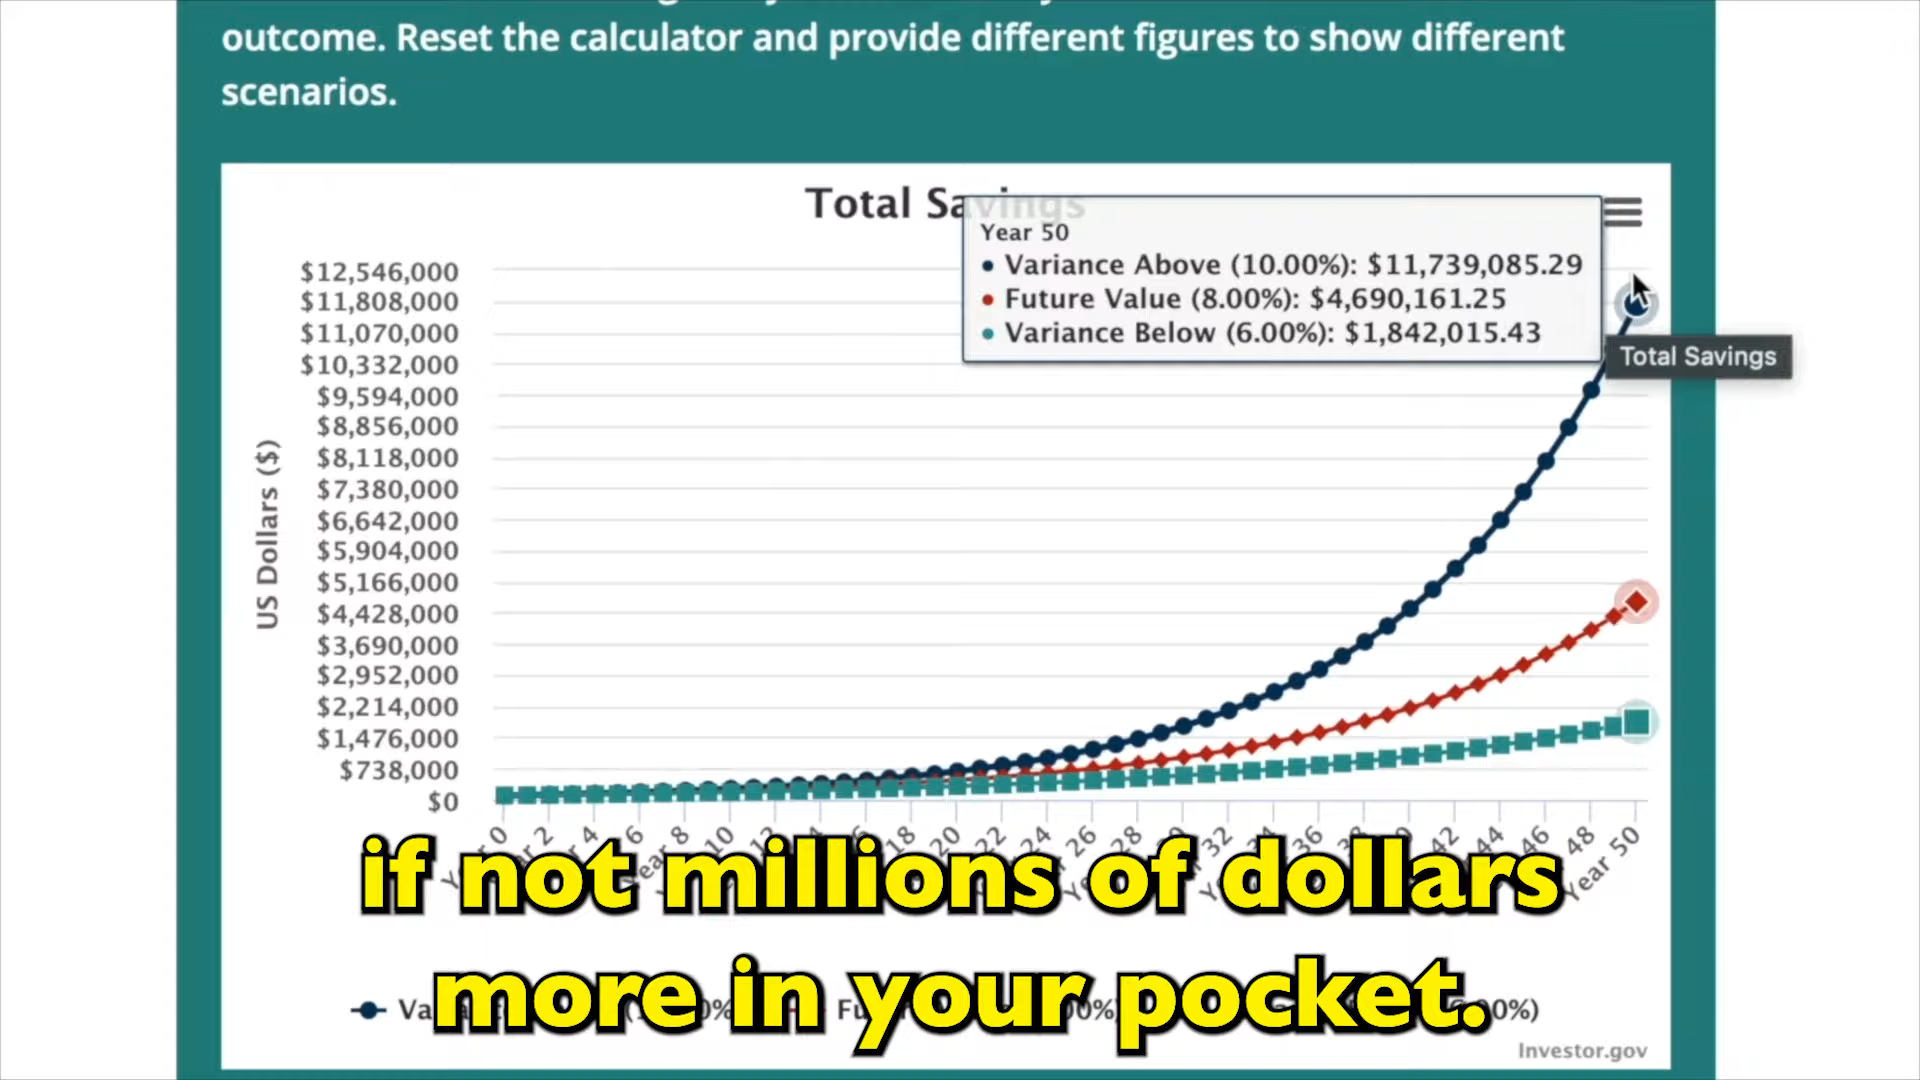 outcome. Reset the calculator and provide different figures to show different
scenarios.
Total Savings
Year 50
Variance Above (10.00%): $11,739,085.29
Future Value (8.00%): $4,690,161.25
Variance Below (6.00%): $1,842,015.43
Total Savings
US Dollars ($)
$12,546,000
$11,808,000
$11,070,000
$10,332,000
$9,594,000
$8,856,000
$8,118,000
$7,380,000
$6,642,000
$5,904,000
$5,166,000
$4,428,000
$3,690,000
$2,952,000
$2,214,000
$1,476,000
$738,000
$0
Year 50
if not millions of dollars
more in your pocket.
Investor.gov